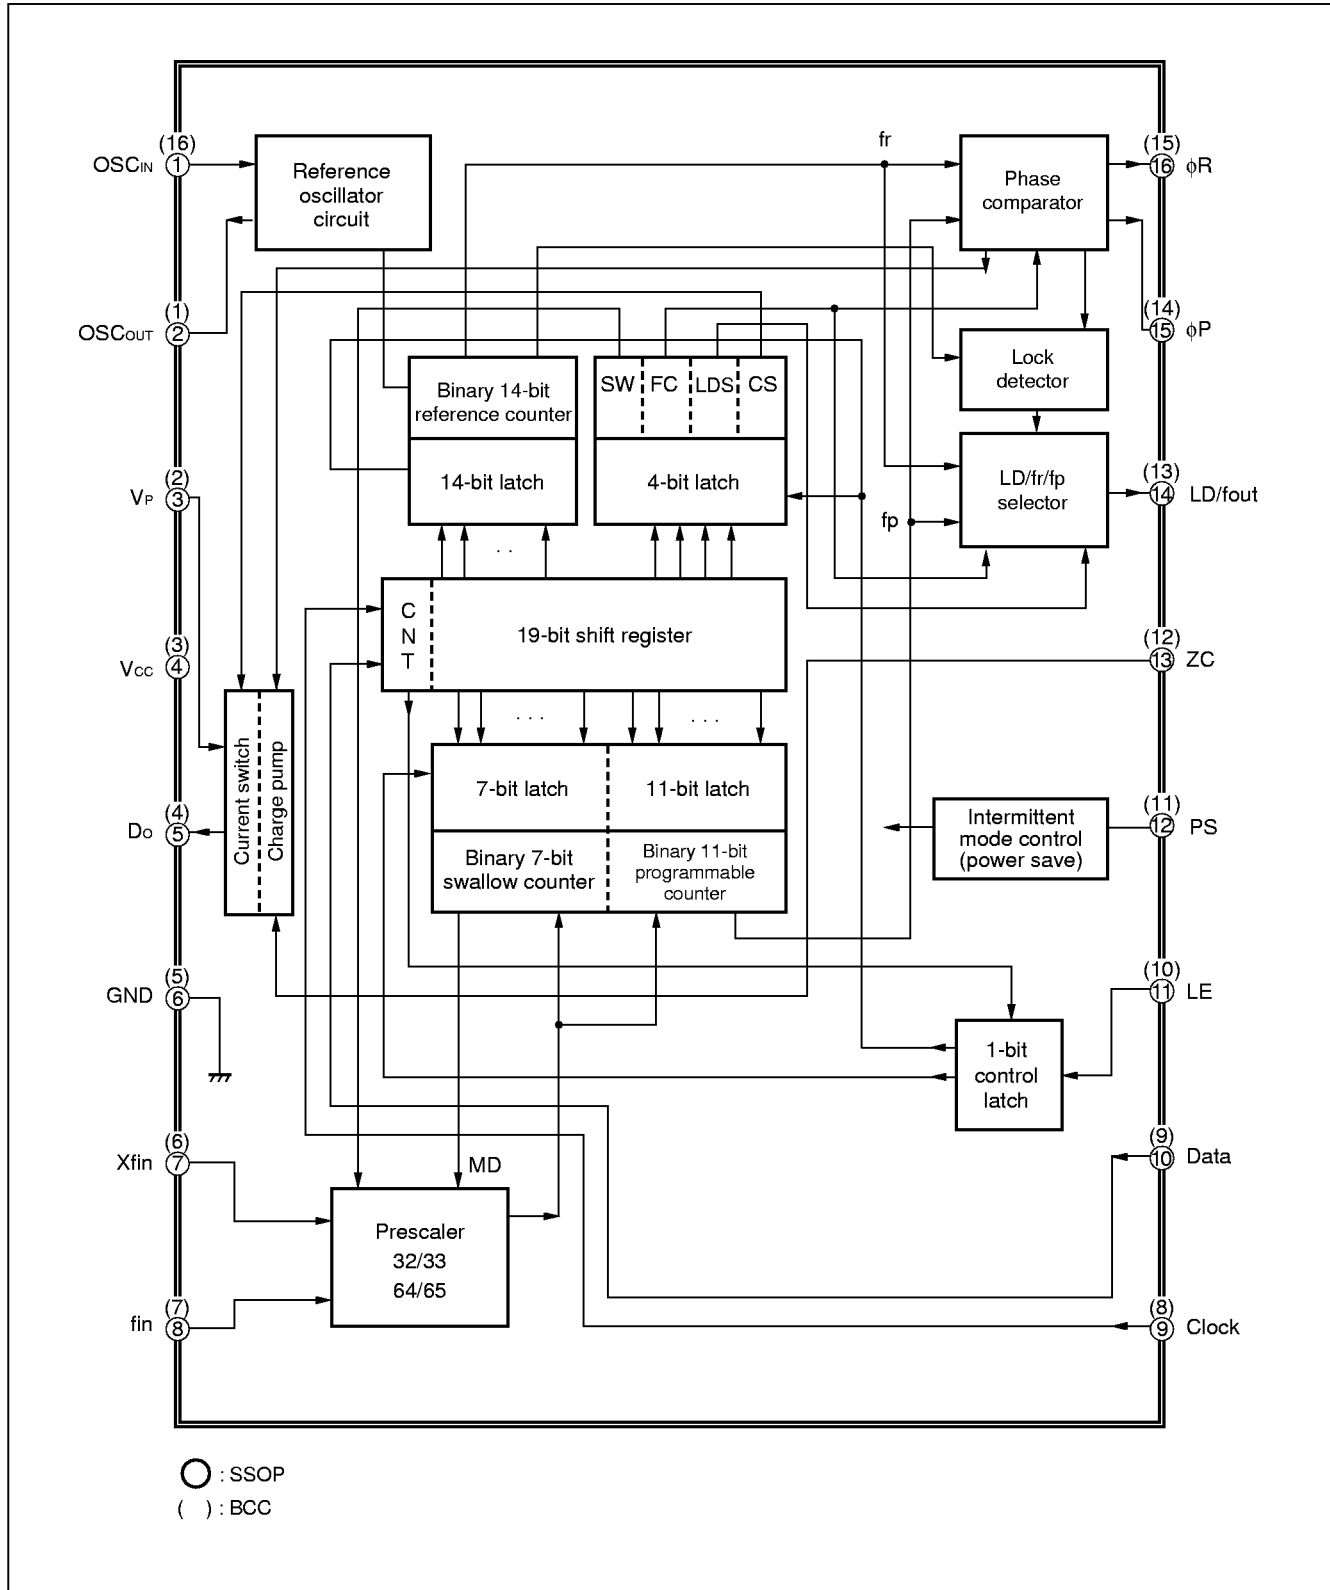 fr
(16)
OSCIN
1
Reference
oscillator
circuit
Phase
comparator
(15)
16
φR
(1)
OSCOUT
2
(14)
15
φP
Lock
detector
Binary 14-bit
reference counter
SW
FC
LDS
CS
14-bit latch
4-bit latch
LD/fr/fp
selector
(13)
14
LD/fout
(2)
VP
3
fp
. .
C
N
T
19-bit shift register
(3)
VCC
4
(12)
13
ZC
. . .
. . .
Current switch
Charge pump
7-bit latch
11-bit latch
(4)
DO
5
Binary 7-bit
swallow counter
Binary 11-bit
programmable
counter
Intermittent
mode control
(power save)
(11)
12
PS
(5)
GND
6
(10)
11
LE
1-bit
control
latch
(6)
Xfin
7
MD
(9)
10
Data
Prescaler
32/33
64/65
(7)
fin
8
(8)
9
Clock
: SSOP
( ) : BCC